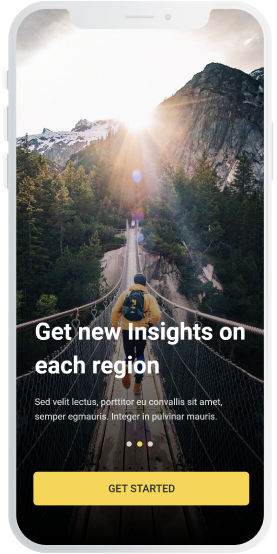 Get new Insights on
each region
Sed velit lectus, porttitor eu convallis sit amet,
semper egmauris. Integer in pulvinar mauris.
GET STARTED